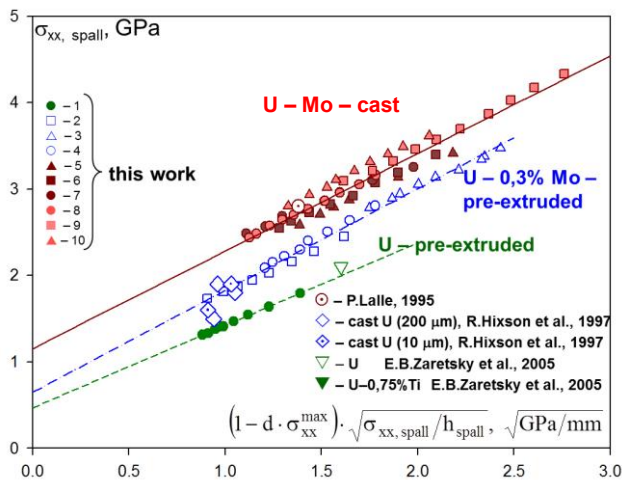 5
σxx, spall, GPa
4
3
2
1
0
– 1
– 2
– 3
– 4
– 5
– 6
– 7
– 8
– 9
– 10
this work
U – Mo – cast
U – 0,3% Mo –
pre-extruded
U – pre-extruded
– P.Lalle, 1995
– cast U (200 μm), R.Hixson et al., 1997
– cast U (10 μm), R.Hixson et al., 1997
– U E.B.Zaretsky et al., 2005
– U–0,75%Ti E.B.Zaretsky et al., 2005
(1−d · σxx^max) · √σxx, spall/hspall, √GPa/mm
0.0 0.5 1.0 1.5 2.0 2.5 3.0